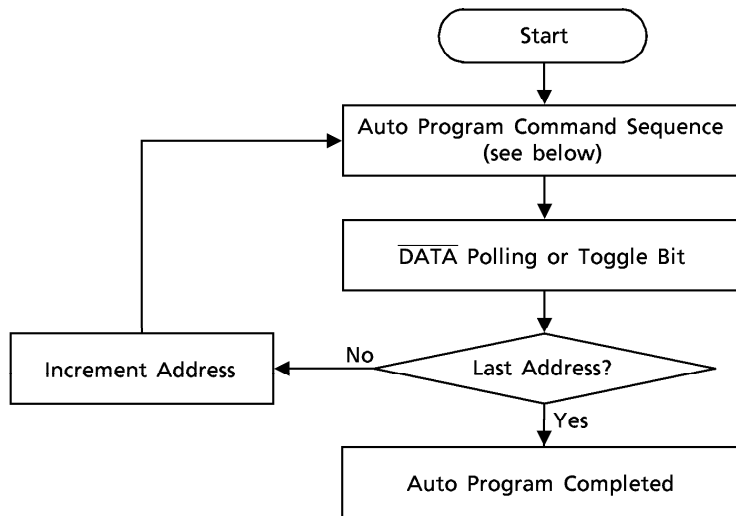 Start
Auto Program Command Sequence
(see below)
DATA Polling or Toggle Bit
Last Address?
No
Increment Address
Yes
Auto Program Completed